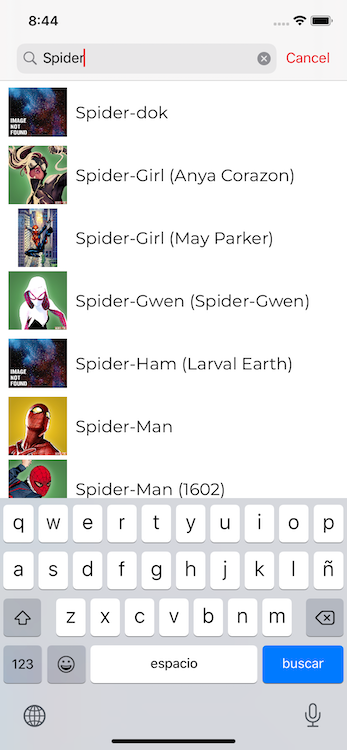 8:44
Spider
Cancel
IMAGE
NOT
FOUND
Spider-dok
Spider-Girl (Anya Corazon)
Spider-Girl (May Parker)
Spider-Gwen (Spider-Gwen)
IMAGE
NOT
FOUND
Spider-Ham (Larval Earth)
Spider-Man
Spider-Man (1602)
q w e r t y u i o p
a s d f g h j k l ñ
z x c v b n m
123 espacio buscar